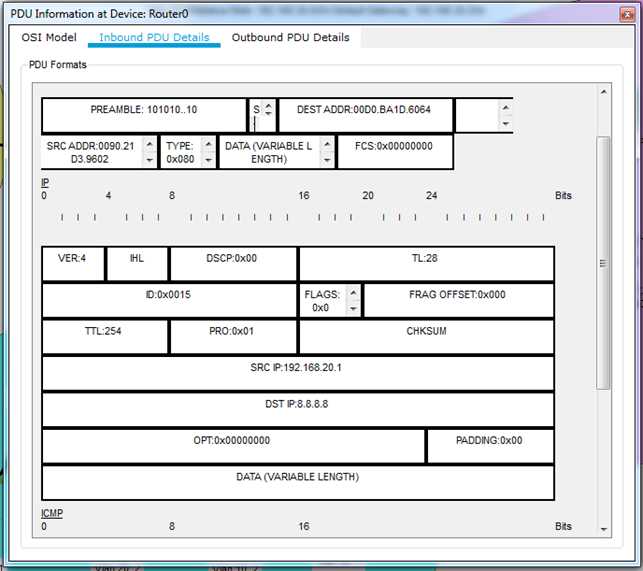 PDU Information at Device: Router0
OSI Model Inbound PDU Details Outbound PDU Details
PDU Formats
PREAMBLE: 101010..10 S DEST ADDR:00D0.BA1D.6064
SRC ADDR:0090.21 TYPE: DATA (VARIABLE L FCS:0x00000000
D3.9602 0x080 ENGTH)
IP
0 4 8 16 20 24 Bits
VER:4 IHL DSCP:0x00 TL:28
ID:0x0015 FLAGS: FRAG OFFSET:0x000
0x0
TTL:254 PRO:0x01 CHKSUM
SRC IP:192.168.20.1
DST IP:8.8.8.8
OPT:0x00000000 PADDING:0x00
DATA (VARIABLE LENGTH)
ICMP
0 8 16 Bits